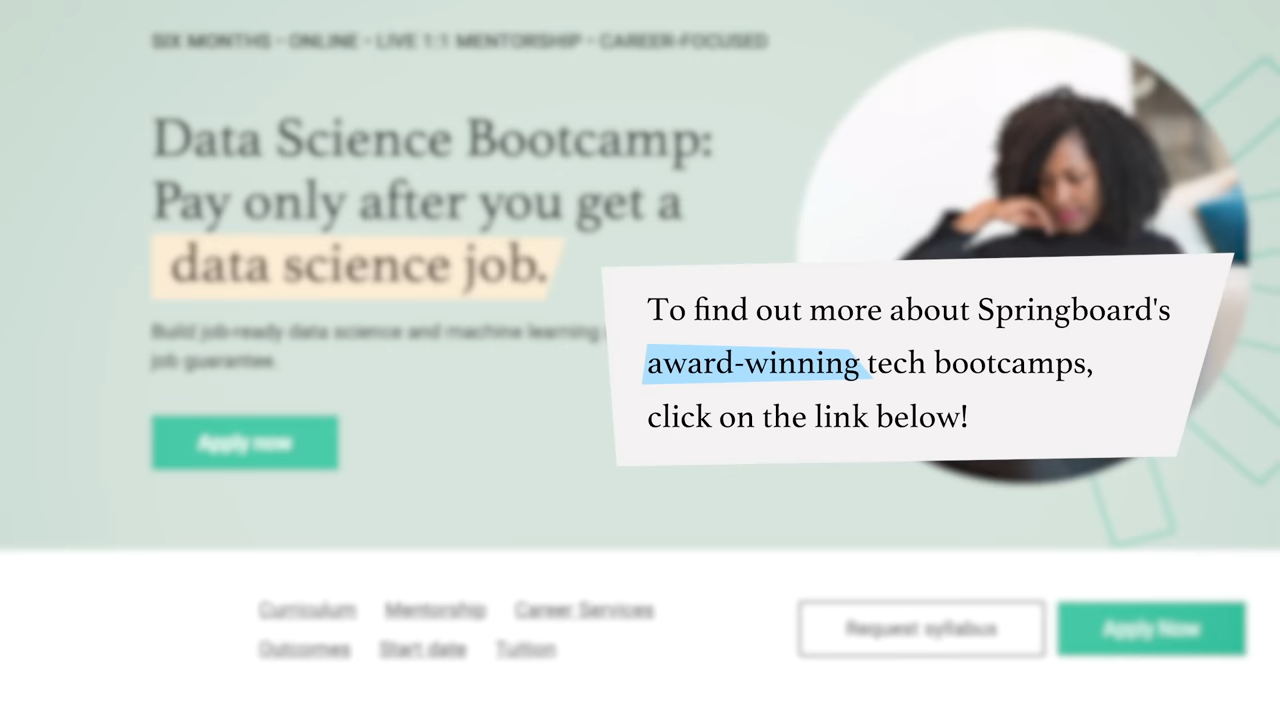 SIX MONTHS • ONLINE • LIVE 1:1 MENTORSHIP • CAREER-FOCUSED
Data Science Bootcamp:
Pay only after you get a
data science job.
Build job-ready data science and machine learning
job guarantee.
Apply now
To find out more about Springboard's
award-winning tech bootcamps,
click on the link below!
Curriculum Mentorship Career Services
Outcomes Start date Tuition
Request syllabus Apply Now